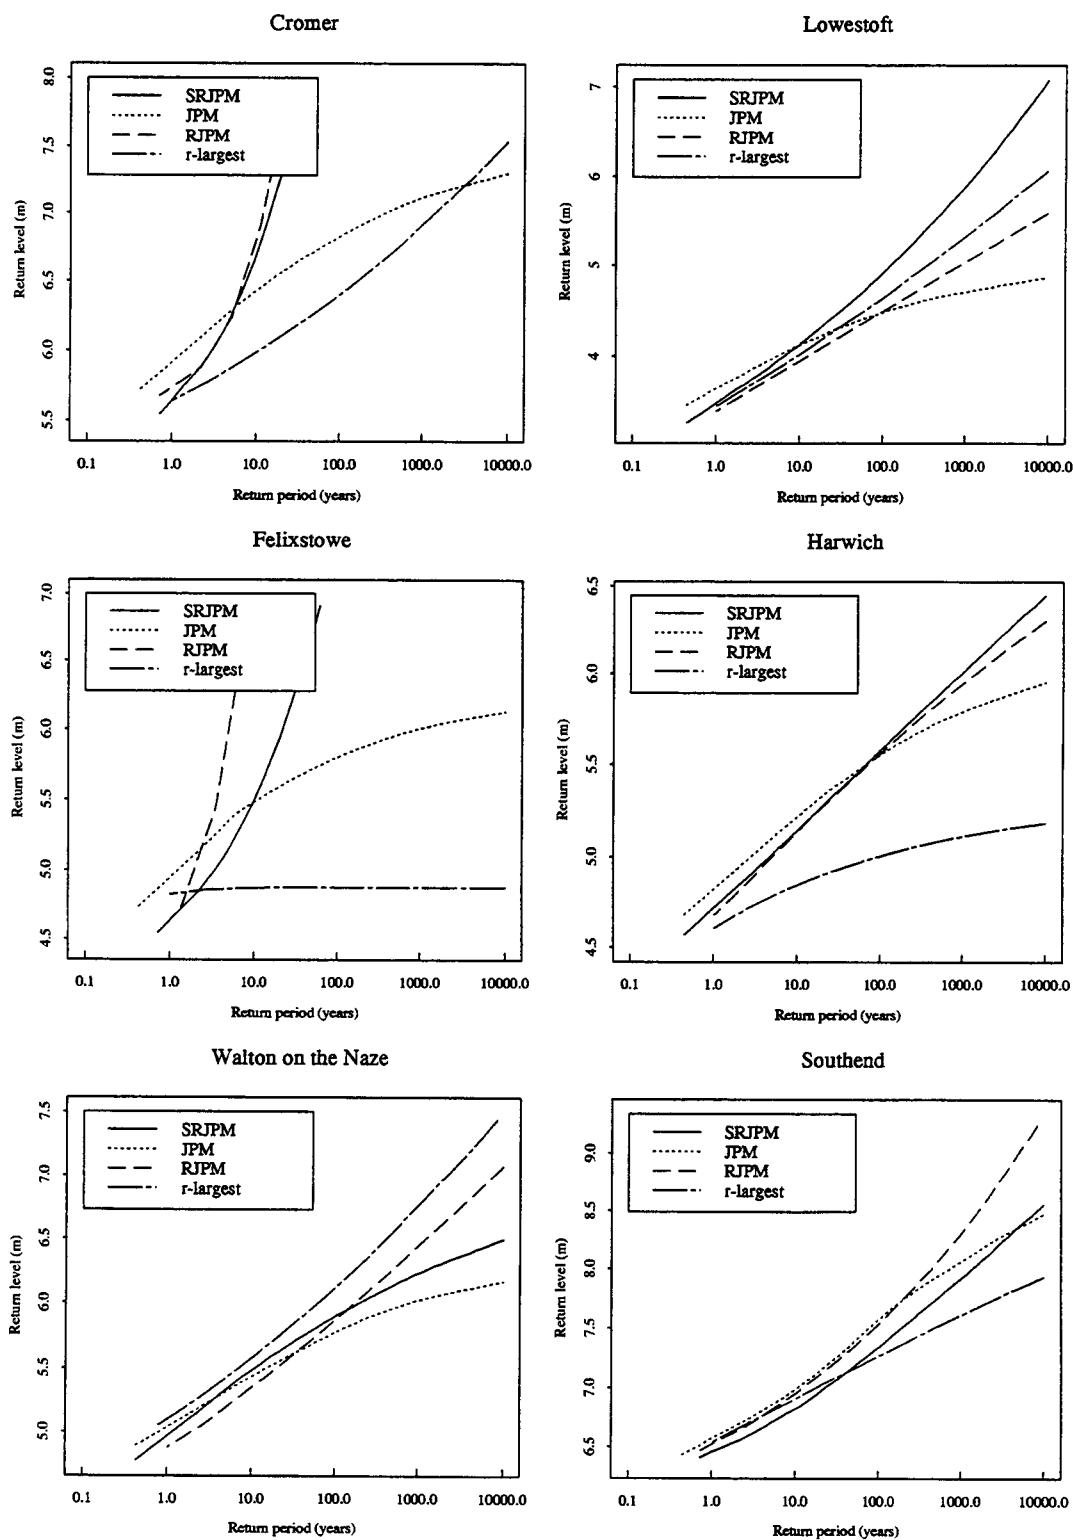 Cromer
8.0
7.5
7.0
6.5
6.0
5.5
Return level (m)
SRJPM
JPM
RJPM
r-largest
0.1 1.0 10.0 100.0 1000.0 10000.0
Return period (years)
Lowestoft
7
6
5
4
Return level (m)
SRJPM
JPM
RJPM
r-largest
0.1 1.0 10.0 100.0 1000.0 10000.0
Return period (years)
Felixstowe
7.0
6.5
6.0
5.5
5.0
4.5
Return level (m)
SRJPM
JPM
RJPM
r-largest
0.1 1.0 10.0 100.0 1000.0 10000.0
Return period (years)
Harwich
6.5
6.0
5.5
5.0
4.5
Return level (m)
SRJPM
JPM
RJPM
r-largest
0.1 1.0 10.0 100.0 1000.0 10000.0
Return period (years)
Walton on the Naze
7.5
7.0
6.5
6.0
5.5
5.0
Return level (m)
SRJPM
JPM
RJPM
r-largest
0.1 1.0 10.0 100.0 1000.0 10000.0
Return period (years)
Southend
9.0
8.5
8.0
7.5
7.0
6.5
Return level (m)
SRJPM
JPM
RJPM
r-largest
0.1 1.0 10.0 100.0 1000.0 10000.0
Return period (years)